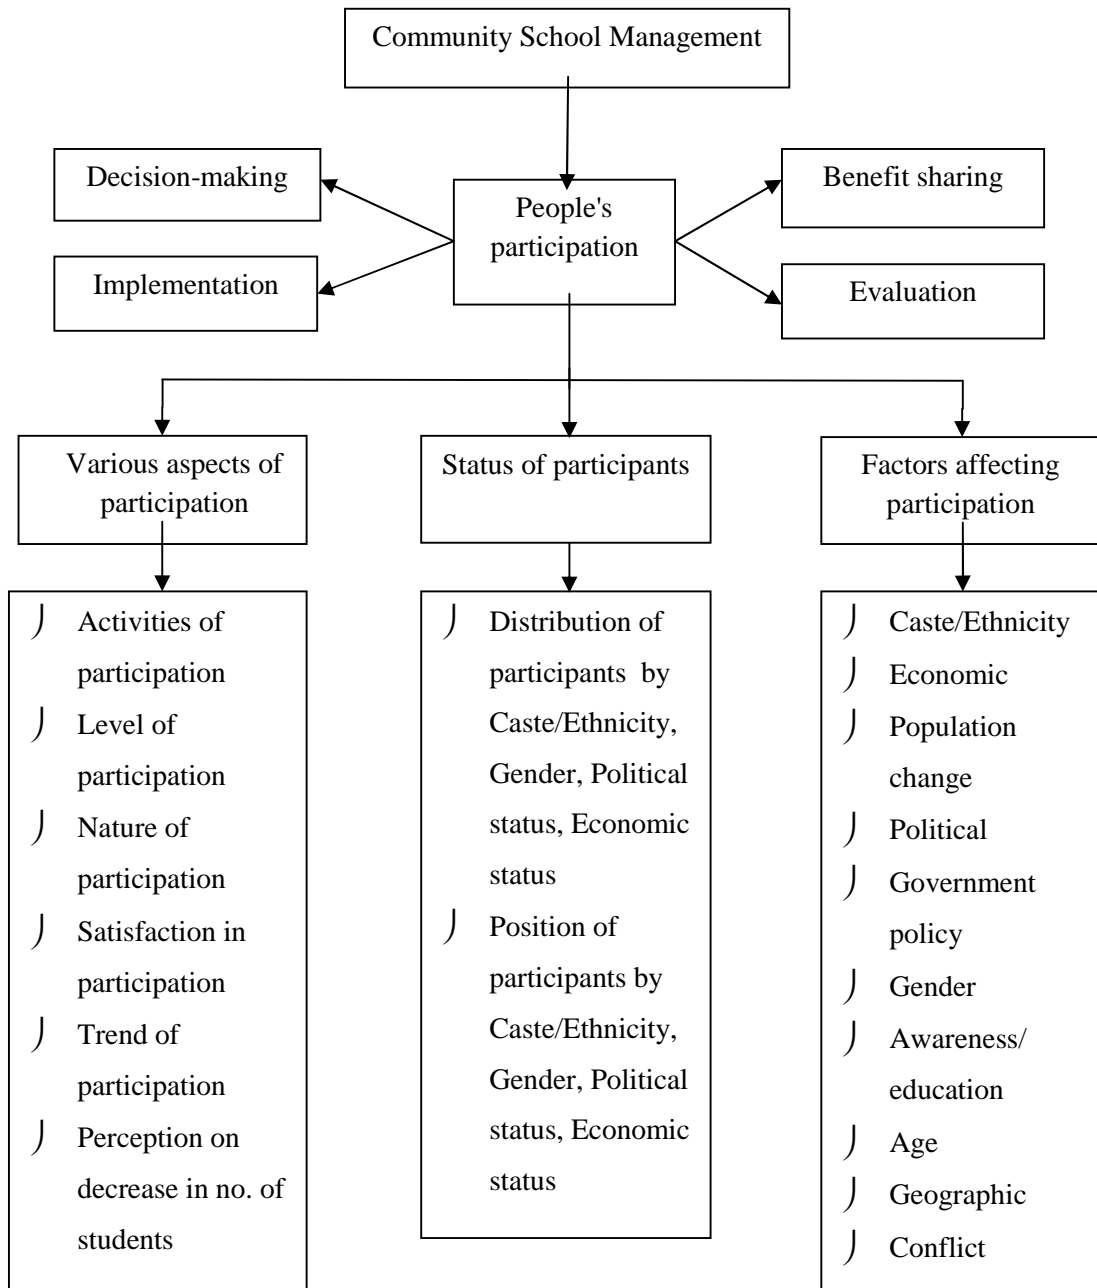 Community School Management
Decision-making
Benefit sharing
People's
participation
Implementation
Evaluation
Various aspects of
participation
Status of participants
Factors affecting
participation
⌡ Activities of
participation
⌡ Level of
participation
⌡ Nature of
participation
⌡ Satisfaction in
participation
⌡ Trend of
participation
⌡ Perception on
decrease in no. of
students
⌡ Distribution of
participants by
Caste/Ethnicity,
Gender, Political
status, Economic
status
⌡ Position of
participants by
Caste/Ethnicity,
Gender, Political
status, Economic
status
⌡ Caste/Ethnicity
⌡ Economic
⌡ Population
change
⌡ Political
⌡ Government
policy
⌡ Gender
⌡ Awareness/
education
⌡ Age
⌡ Geographic
⌡ Conflict